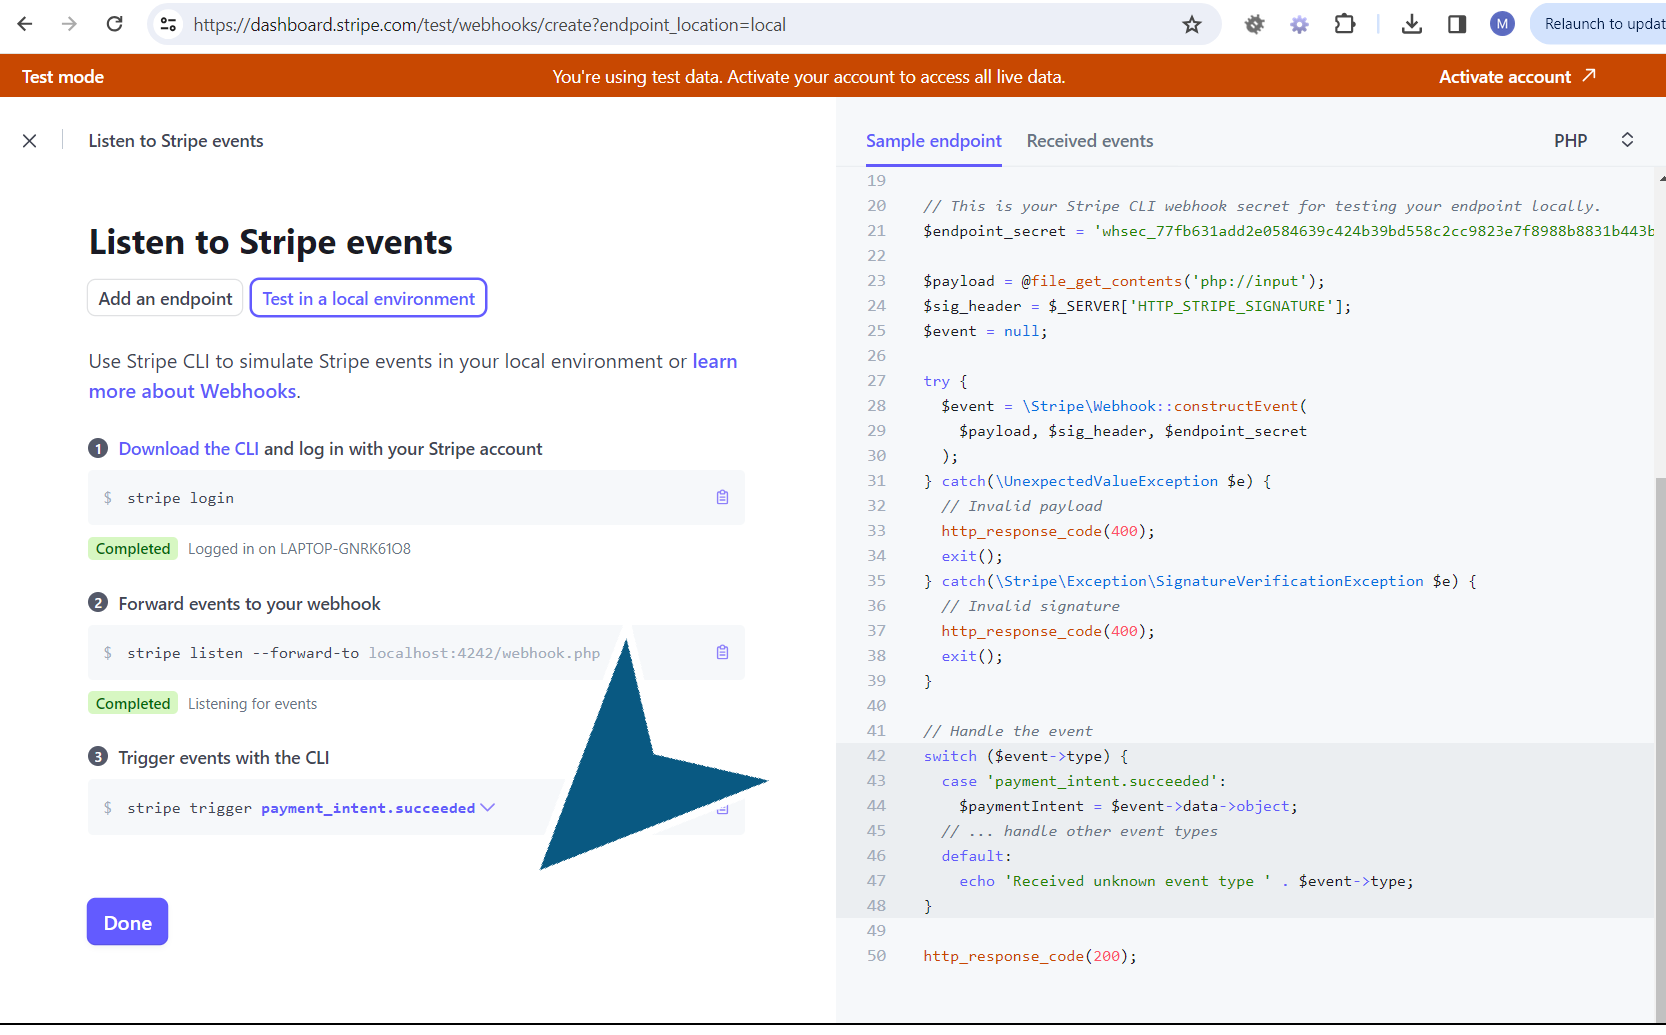 https://dashboard.stripe.com/test/webhooks/create?endpoint_location=local
M
Relaunch to updat
Test mode
You're using test data. Activate your account to access all live data.
Activate account
Listen to Stripe events
Listen to Stripe events
Add an endpoint
Test in a local environment
Use Stripe CLI to simulate Stripe events in your local environment or learn
more about Webhooks.
1 Download the CLI and log in with your Stripe account
$ stripe login
Completed Logged in on LAPTOP-GNRK61O8
2 Forward events to your webhook
$ stripe listen --forward-to localhost:4242/webhook.php
Completed Listening for events
3 Trigger events with the CLI
$ stripe trigger payment_intent.succeeded
Done
Sample endpoint
Received events
PHP
19
20 // This is your Stripe CLI webhook secret for testing your endpoint locally.
21 $endpoint_secret = 'whsec_77fb631add2e0584639c424b39bd558c2cc9823e7f8988b8831b443b
22
23 $payload = @file_get_contents('php://input');
24 $sig_header = $_SERVER['HTTP_STRIPE_SIGNATURE'];
25 $event = null;
26
27 try {
28 $event = \Stripe\Webhook::constructEvent(
29 $payload, $sig_header, $endpoint_secret
30 );
31 } catch(\UnexpectedValueException $e) {
32 // Invalid payload
33 http_response_code(400);
34 exit();
35 } catch(\Stripe\Exception\SignatureVerificationException $e) {
36 // Invalid signature
37 http_response_code(400);
38 exit();
39 }
40
41 // Handle the event
42 switch ($event->type) {
43 case 'payment_intent.succeeded':
44 $paymentIntent = $event->data->object;
45 // ... handle other event types
46 default:
47 echo 'Received unknown event type ' . $event->type;
48 }
49
50 http_response_code(200);